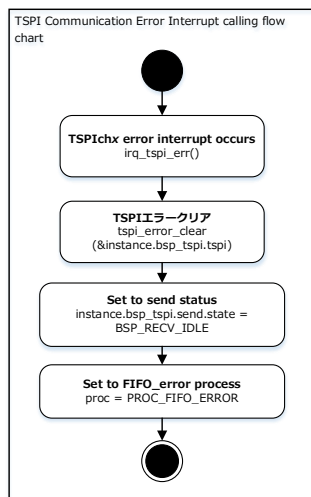 TSPI Communication Error Interrupt calling flow
chart
TSPIchx error interrupt occurs
irq_tspi_err()
TSPIエラークリア
tspi_error_clear
(&instance.bsp_tspi.tspi)
Set to send status
instance.bsp_tspi.send.state =
BSP_RECV_IDLE
Set to FIFO_error process
proc = PROC_FIFO_ERROR